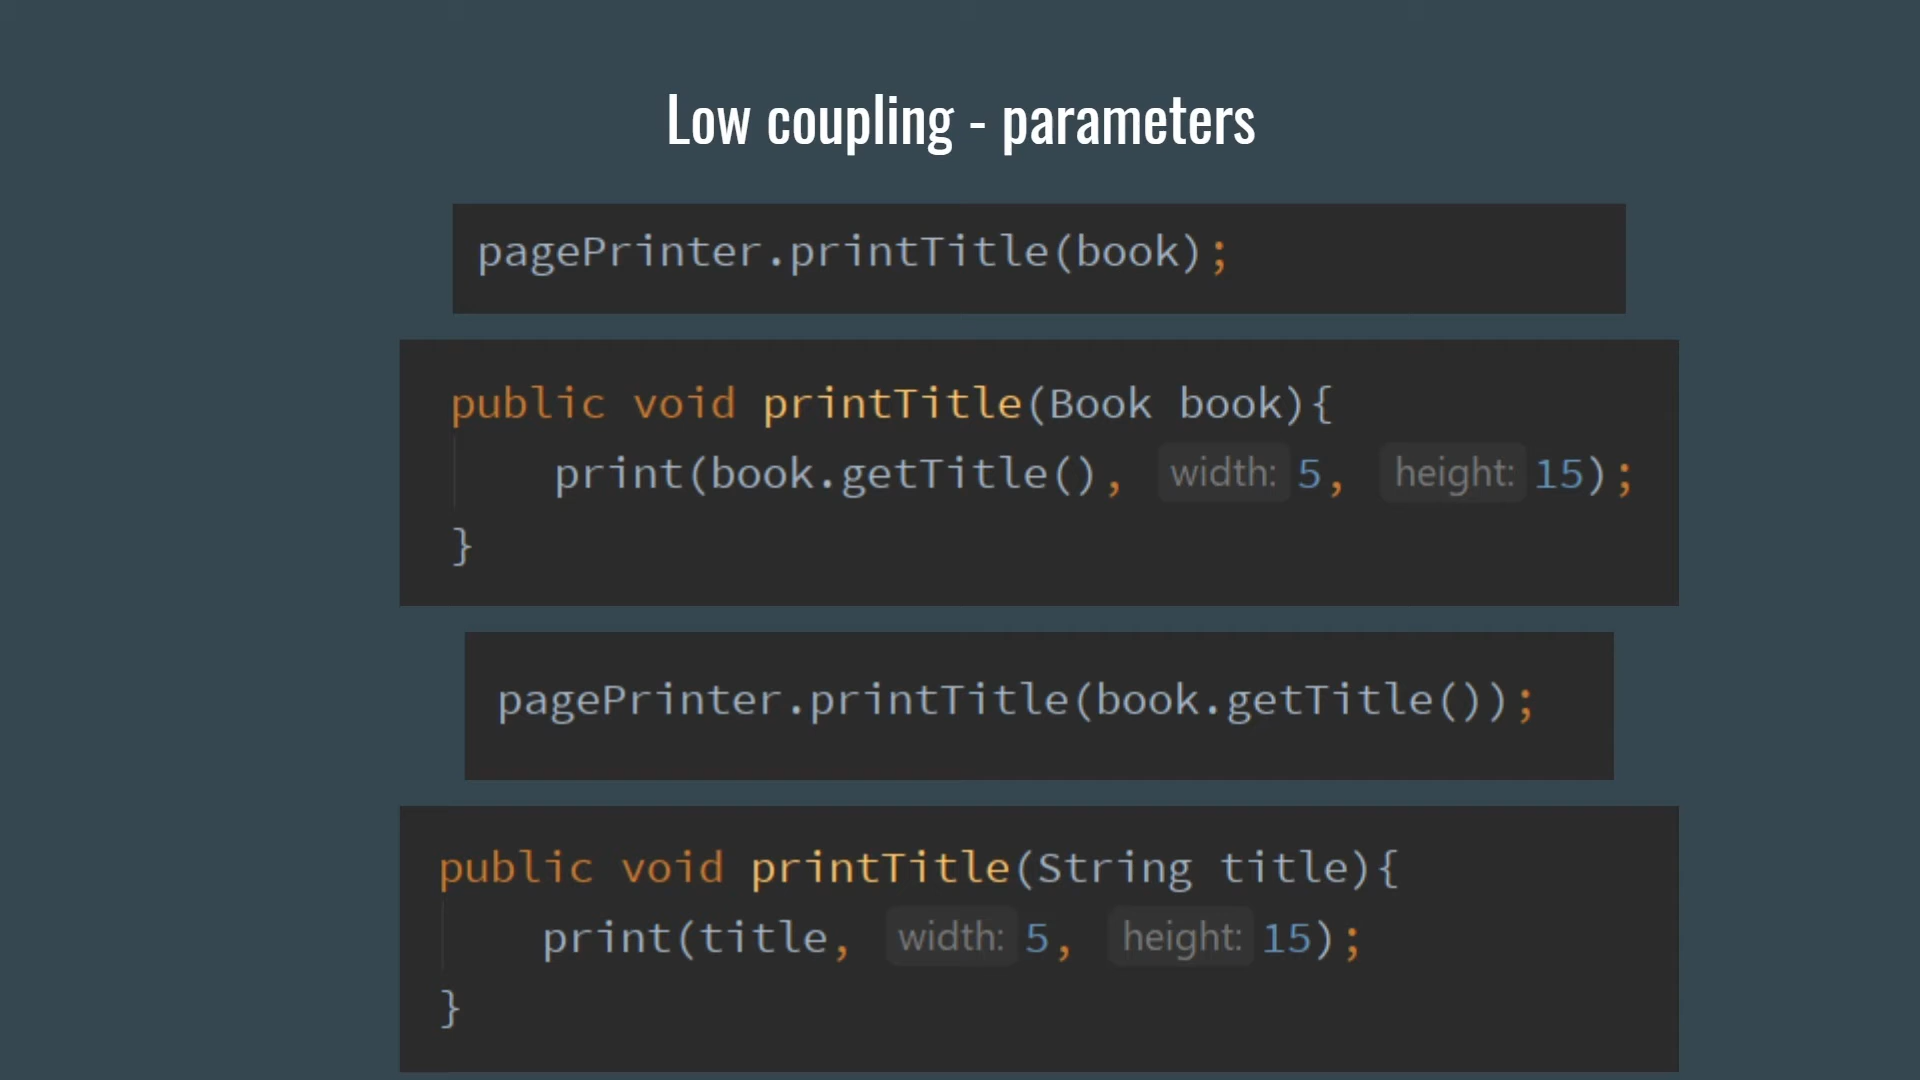 Low coupling - parameters
pagePrinter.printTitle(book);
public void printTitle(Book book){
print(book.getTitle(), width: 5, height: 15);
}
pagePrinter.printTitle(book.getTitle());
public void printTitle(String title){
print(title, width: 5, height: 15);
}